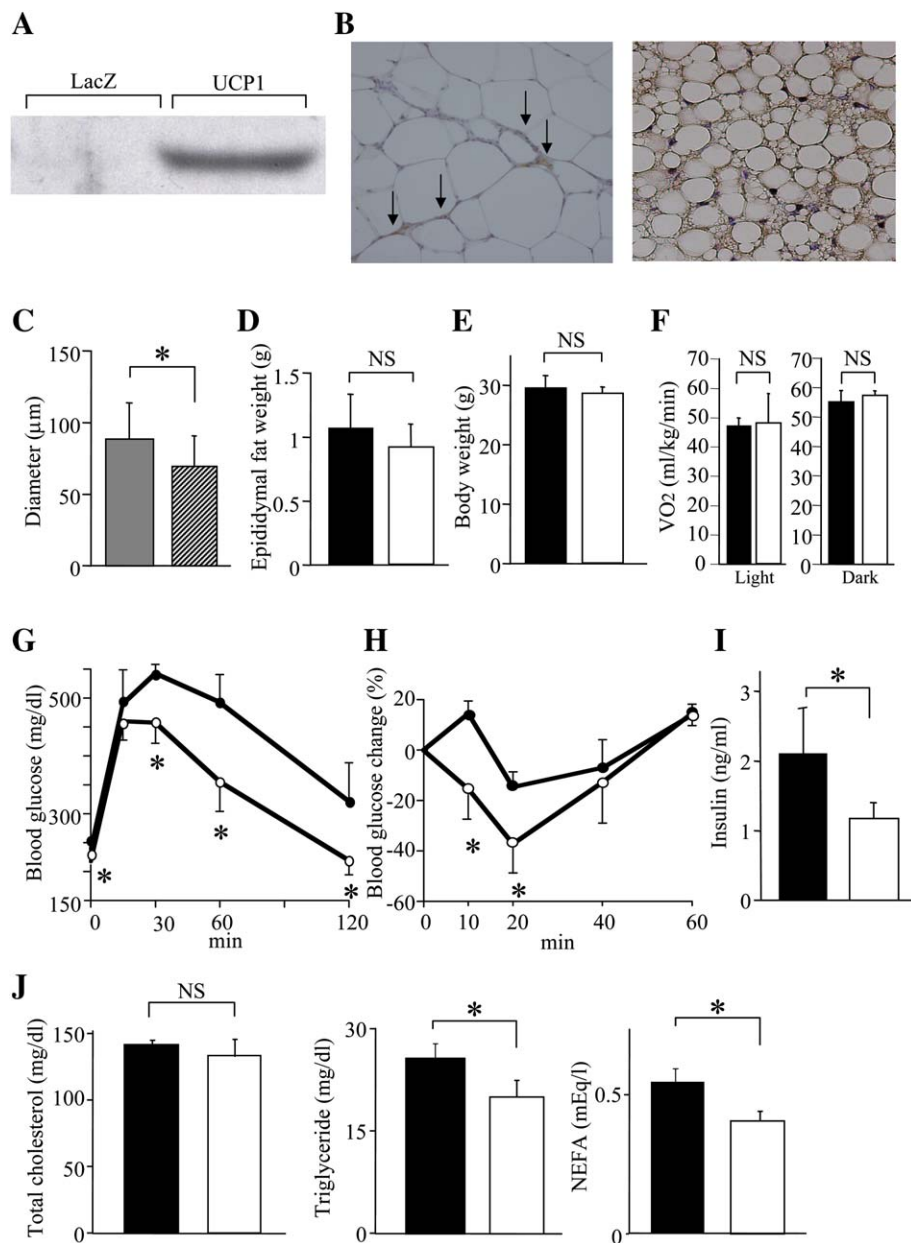 A
LacZ UCP1
B
C
Diameter (μm)
150
100
50
0
*
D
Epididymal fat weight (g)
1.5
1
0.5
0
NS
E
Body weight (g)
30
15
0
NS
F
VO2 (ml/kg/min)
70
60
50
40
30
20
10
0
NS
Light
70
60
50
40
30
20
10
0
NS
Dark
G
Blood glucose (mg/dl)
500
300
150
* * * *
0 30 60 120
min
H
Blood glucose change (%)
20
0
-20
-40
-60
* *
0 10 20 40 60
min
I
Insulin (ng/ml)
3
2
1
0
*
J
Total cholesterol (mg/dl)
150
100
150
0
NS
Triglyceride (mg/dl)
30
15
0
*
NEFA (mEq/l)
0.5
0
*